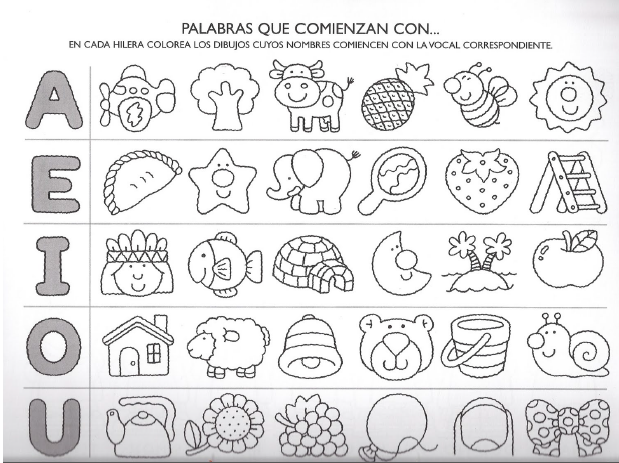 PALABRAS QUE COMIENZAN CON...
EN CADA HILERA COLOREA LOS DIBUJOS CUYOS NOMBRES COMIENCEN CON LA VOCAL CORRESPONDIENTE.
A
E
I
O
U